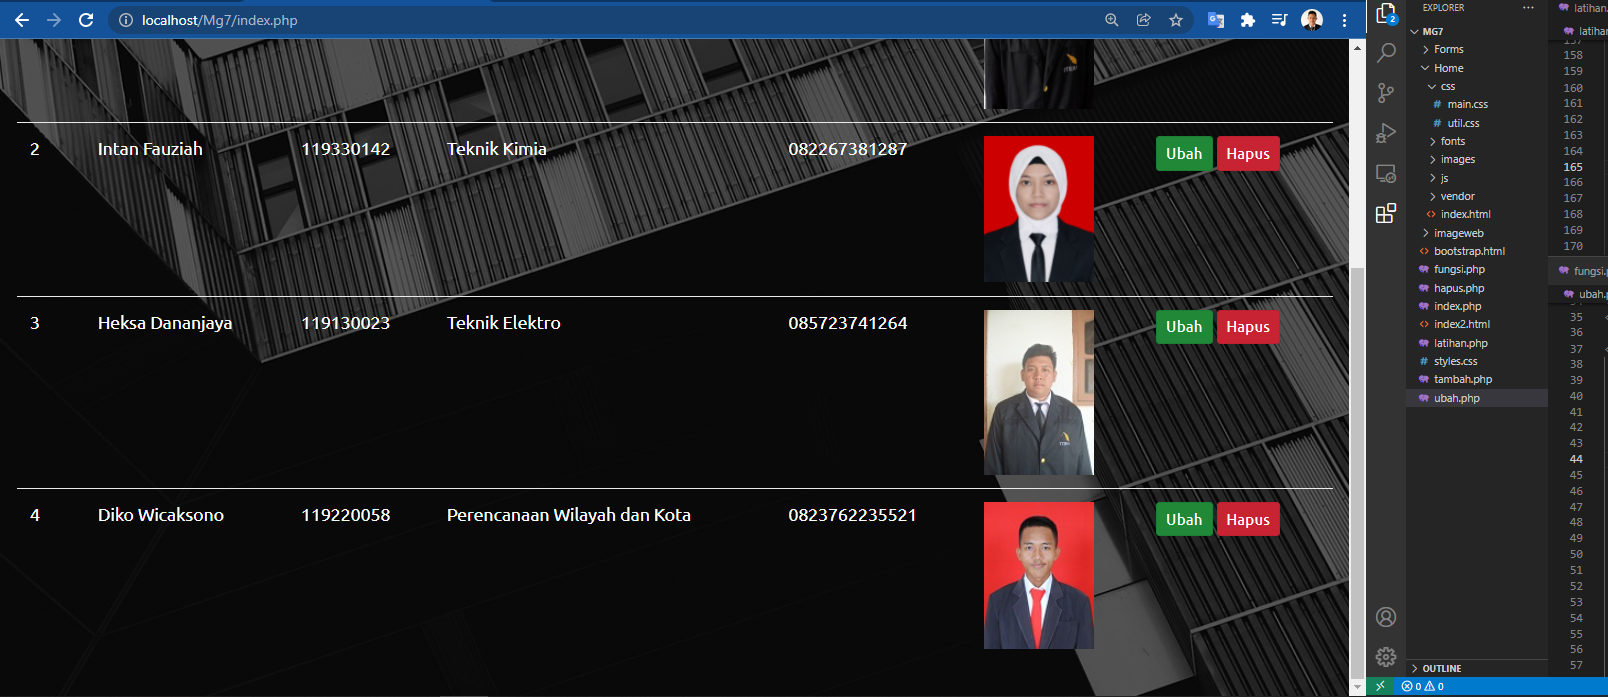 localhost/Mg7/index.php
2 Intan Fauziah 119330142 Teknik Kimia 082267381287 Ubah Hapus
3 Heksa Dananjaya 119130023 Teknik Elektro 085723741264 Ubah Hapus
4 Diko Wicaksono 119220058 Perencanaan Wilayah dan Kota 0823762235521 Ubah Hapus
2
EXPLORER
MG7
Forms
Home
css
# main.css
# util.css
fonts
images
js
vendor
<> index.html
imageweb
<> bootstrap.html
fungsi.php
hapus.php
index.php
<> index2.html
latihan.php
# styles.css
tambah.php
ubah.php
OUTLINE
0 0
latihan
latihan
158
159
160
161
162
163
164
165
166
167
168
169
170
fungsi.
ubah.
35
36
37
38
39
40
41
42
43
44
45
46
47
48
49
50
51
52
53
54
55
56
57